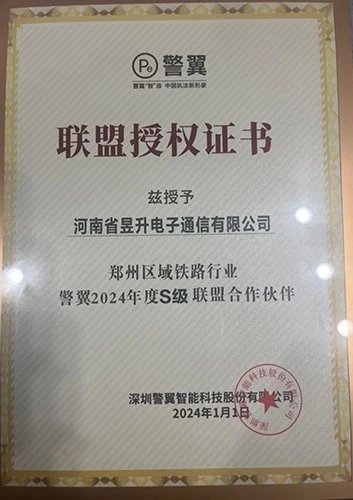 Pe 警翼
警翼"智"造 中国执法新形象
联盟授权证书
兹授予
河南省昱升电子通信有限公司
郑州区域铁路行业
警翼2024年度S级 联盟合作伙伴
深圳警翼智能科技股份有限公司
2024年1月1日